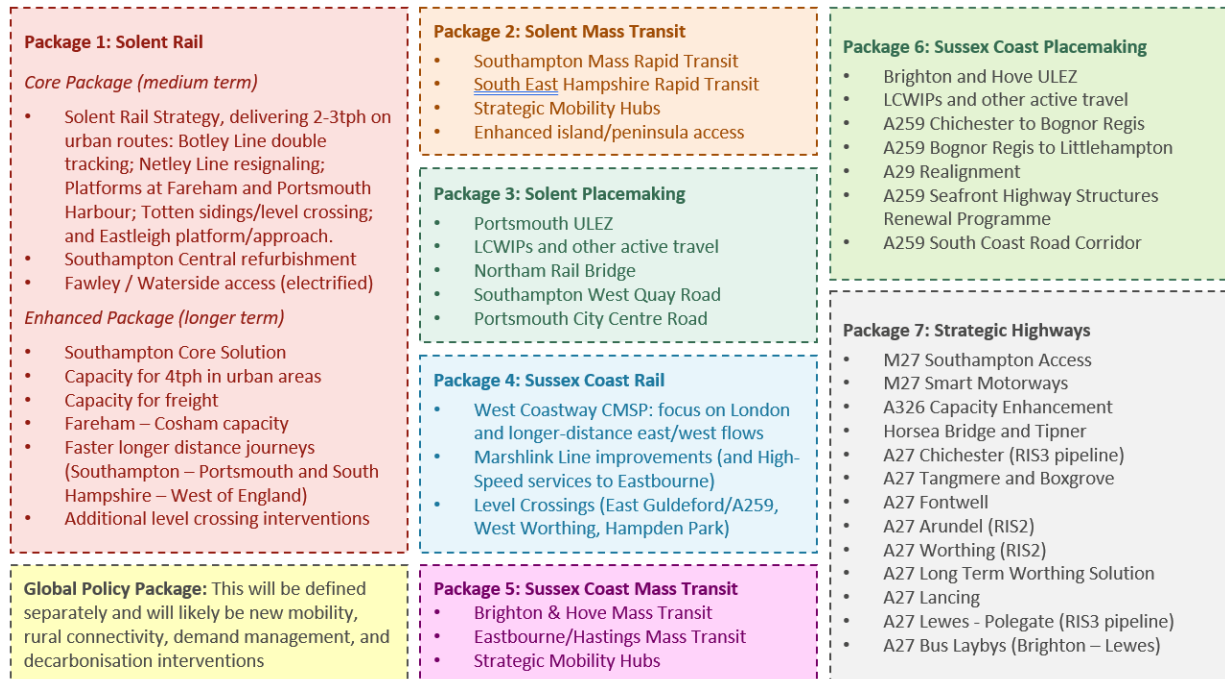 Package 1: Solent Rail
Core Package (medium term)
• Solent Rail Strategy, delivering 2-3tph on
urban routes: Botley Line double
tracking; Netley Line resignaling;
Platforms at Fareham and Portsmouth
Harbour; Totten sidings/level crossing;
and Eastleigh platform/approach.
• Southampton Central refurbishment
• Fawley / Waterside access (electrified)
Enhanced Package (longer term)
• Southampton Core Solution
• Capacity for 4tph in urban areas
• Capacity for freight
• Fareham – Cosham capacity
• Faster longer distance journeys
(Southampton – Portsmouth and South
Hampshire – West of England)
• Additional level crossing interventions
Global Policy Package: This will be defined
separately and will likely be new mobility,
rural connectivity, demand management, and
decarbonisation interventions
Package 2: Solent Mass Transit
• Southampton Mass Rapid Transit
• South East Hampshire Rapid Transit
• Strategic Mobility Hubs
• Enhanced island/peninsula access
Package 3: Solent Placemaking
• Portsmouth ULEZ
• LCWIPs and other active travel
• Northam Rail Bridge
• Southampton West Quay Road
• Portsmouth City Centre Road
Package 4: Sussex Coast Rail
• West Coastway CMSP: focus on London
and longer-distance east/west flows
• Marshlink Line improvements (and High-
Speed services to Eastbourne)
• Level Crossings (East Guldeford/A259,
West Worthing, Hampden Park)
Package 5: Sussex Coast Mass Transit
• Brighton & Hove Mass Transit
• Eastbourne/Hastings Mass Transit
• Strategic Mobility Hubs
Package 6: Sussex Coast Placemaking
• Brighton and Hove ULEZ
• LCWIPs and other active travel
• A259 Chichester to Bognor Regis
• A259 Bognor Regis to Littlehampton
• A29 Realignment
• A259 Seafront Highway Structures
Renewal Programme
• A259 South Coast Road Corridor
Package 7: Strategic Highways
• M27 Southampton Access
• M27 Smart Motorways
• A326 Capacity Enhancement
• Horsea Bridge and Tipner
• A27 Chichester (RIS3 pipeline)
• A27 Tangmere and Boxgrove
• A27 Fontwell
• A27 Arundel (RIS2)
• A27 Worthing (RIS2)
• A27 Long Term Worthing Solution
• A27 Lancing
• A27 Lewes - Polegate (RIS3 pipeline)
• A27 Bus Laybys (Brighton – Lewes)